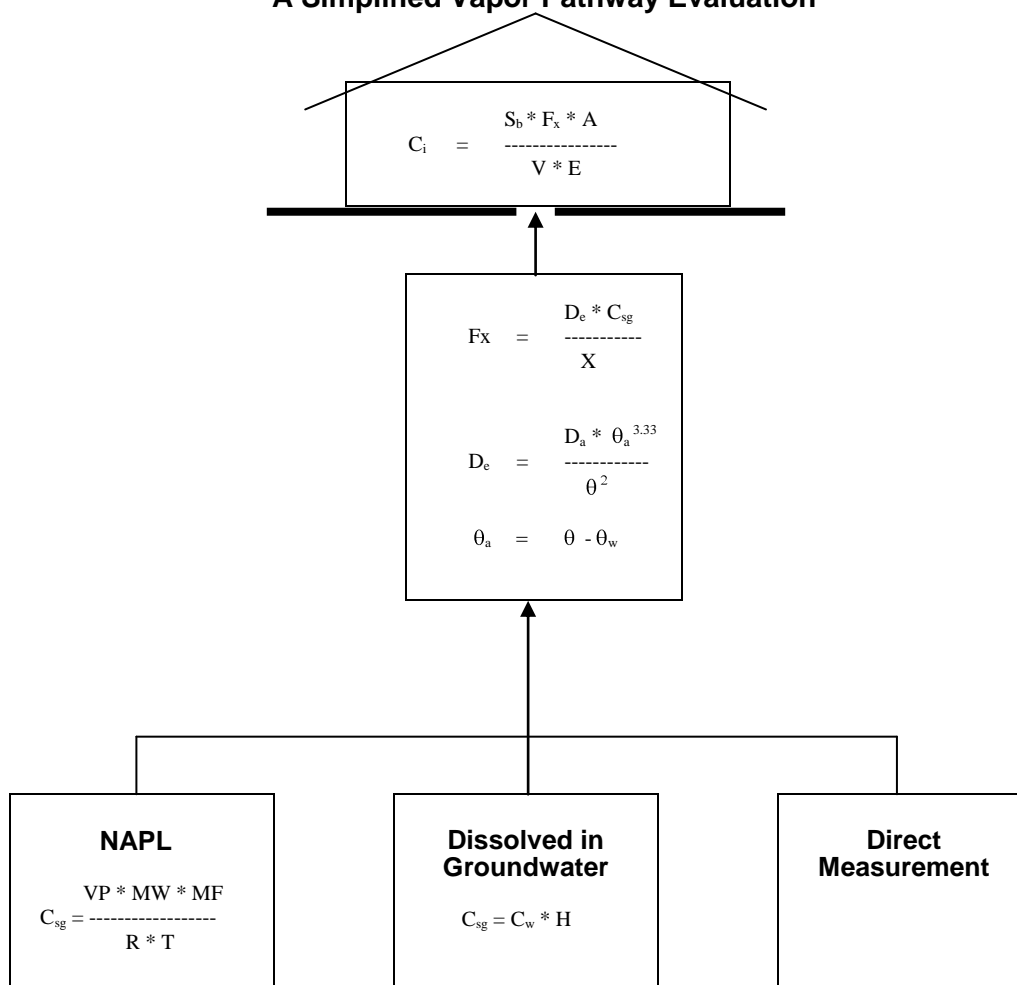 A Simplified Vapor Pathway Evaluation
S_b * F_x * A
C_i = ----------------
V * E
D_e * C_sg
Fx = -----------
X
D_a * θ_a^3.33
D_e = ------------
θ^2
θ_a = θ - θ_w
NAPL
VP * MW * MF
C_sg = ------------------
R * T
Dissolved in
Groundwater
C_sg = C_w * H
Direct
Measurement